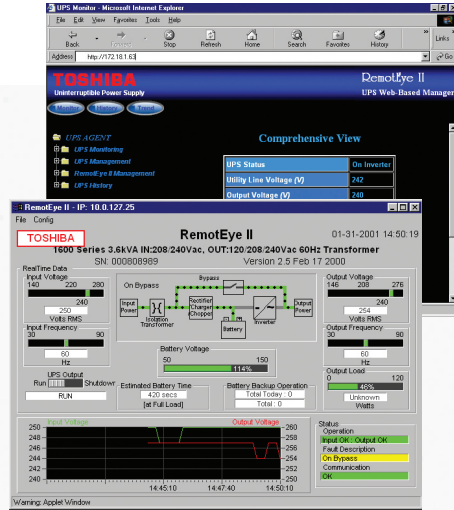 UPS Monitor - Microsoft Internet Explorer
File Edit View Favorites Tools Help
Back Forward Stop Refresh Home Search Favorites History Links
Address http://172.18.1.63 Go
TOSHIBA
Uninterruptible Power Supply
RemotEye II
UPS Web-Based Manager
Monitor History Trend
UPS AGENT
UPS Monitoring
UPS Management
RemotEye II Management
UPS History
Comprehensive View
UPS Status On Inverter
Utility Line Voltage (V) 242
Output Voltage (V) 240
RemotEye II - IP: 10.0.127.25
File Config
TOSHIBA
RemotEye II
01-31-2001 14:50:19
1600 Series 3.6kVA IN:208/240Vac, OUT:120/208/240Vac 60Hz Transformer
SN: 000808989 Version 2.5 Feb 17 2000
RealTime Data
Input Voltage
140 220 280
240
250
Volts RMS
Input Frequency
30 90
60
Hz
UPS Output
Run Shutdown
RUN
On Bypass
Bypass
Input Power
Isolation Transformer
Rectifier Charger (Chopper)
Battery
Inverter
Output Power
Battery Voltage
50 150
114%
Estimated Battery Time
420 secs
(at Full Load)
Battery Backup Operation
Total Today : 0
Total : 0
Output Voltage
146 208 276
240
254
Volts RMS
Output Frequency
30 90
60
Hz
Output Load
0 120
46%
Unknown
Watts
Input Voltage Output Voltage
250 260
248 258
246 256
244 254
242 252
240 250
14:45:10 14:47:40 14:50:10
Status
Operation
Input OK : Output OK
Fault Description
On Bypass
Communication
OK
Warning: Applet Window